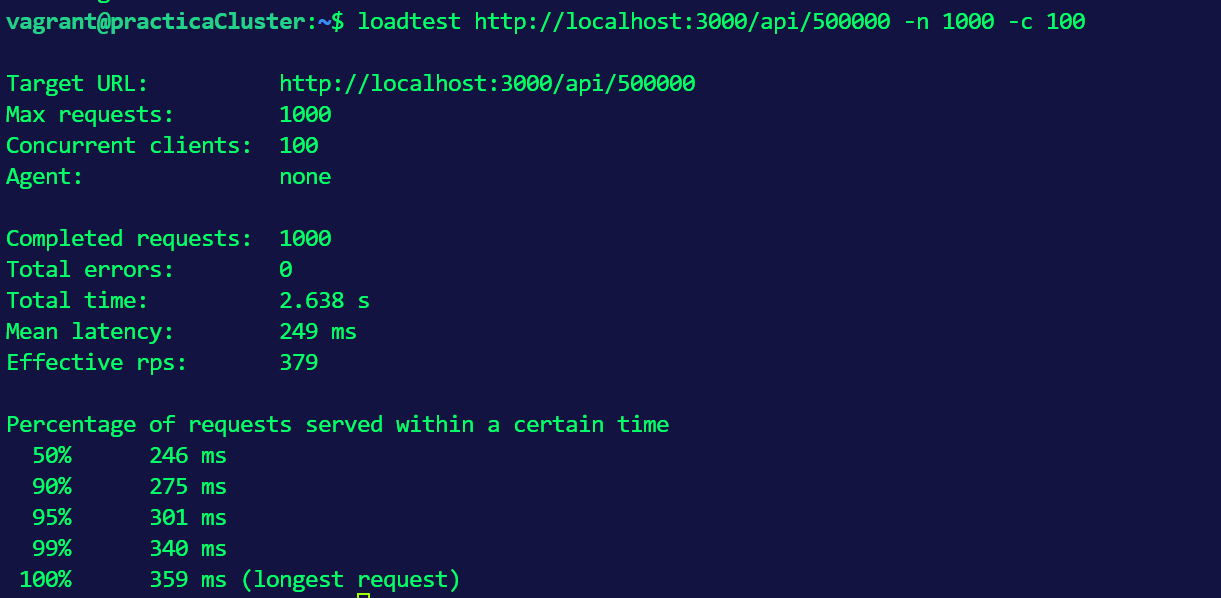 vagrant@practicaCluster:~$ loadtest http://localhost:3000/api/500000 -n 1000 -c 100
Target URL: http://localhost:3000/api/500000
Max requests: 1000
Concurrent clients: 100
Agent: none
Completed requests: 1000
Total errors: 0
Total time: 2.638 s
Mean latency: 249 ms
Effective rps: 379
Percentage of requests served within a certain time
50% 246 ms
90% 275 ms
95% 301 ms
99% 340 ms
100% 359 ms (longest request)